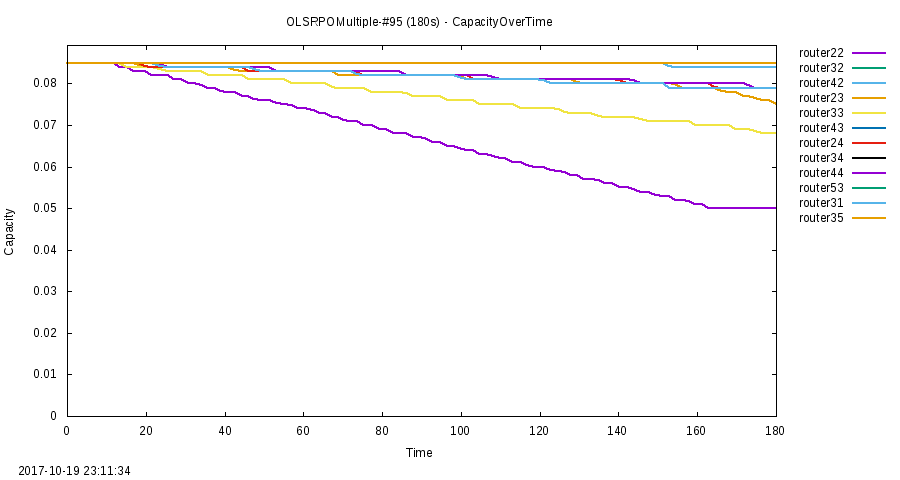 OLSRPOMultiple-#95 (180s) - CapacityOverTime
router22
router32
router42
router23
router33
router43
router24
router34
router44
router53
router31
router35
Capacity
0.08
0.07
0.06
0.05
0.04
0.03
0.02
0.01
0
0 20 40 60 80 100 120 140 160 180
Time
2017-10-19 23:11:34